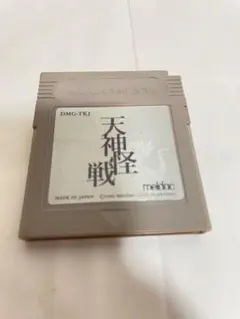 DMG-TKJ
天神怪戦
meldac
MADE IN JAPAN